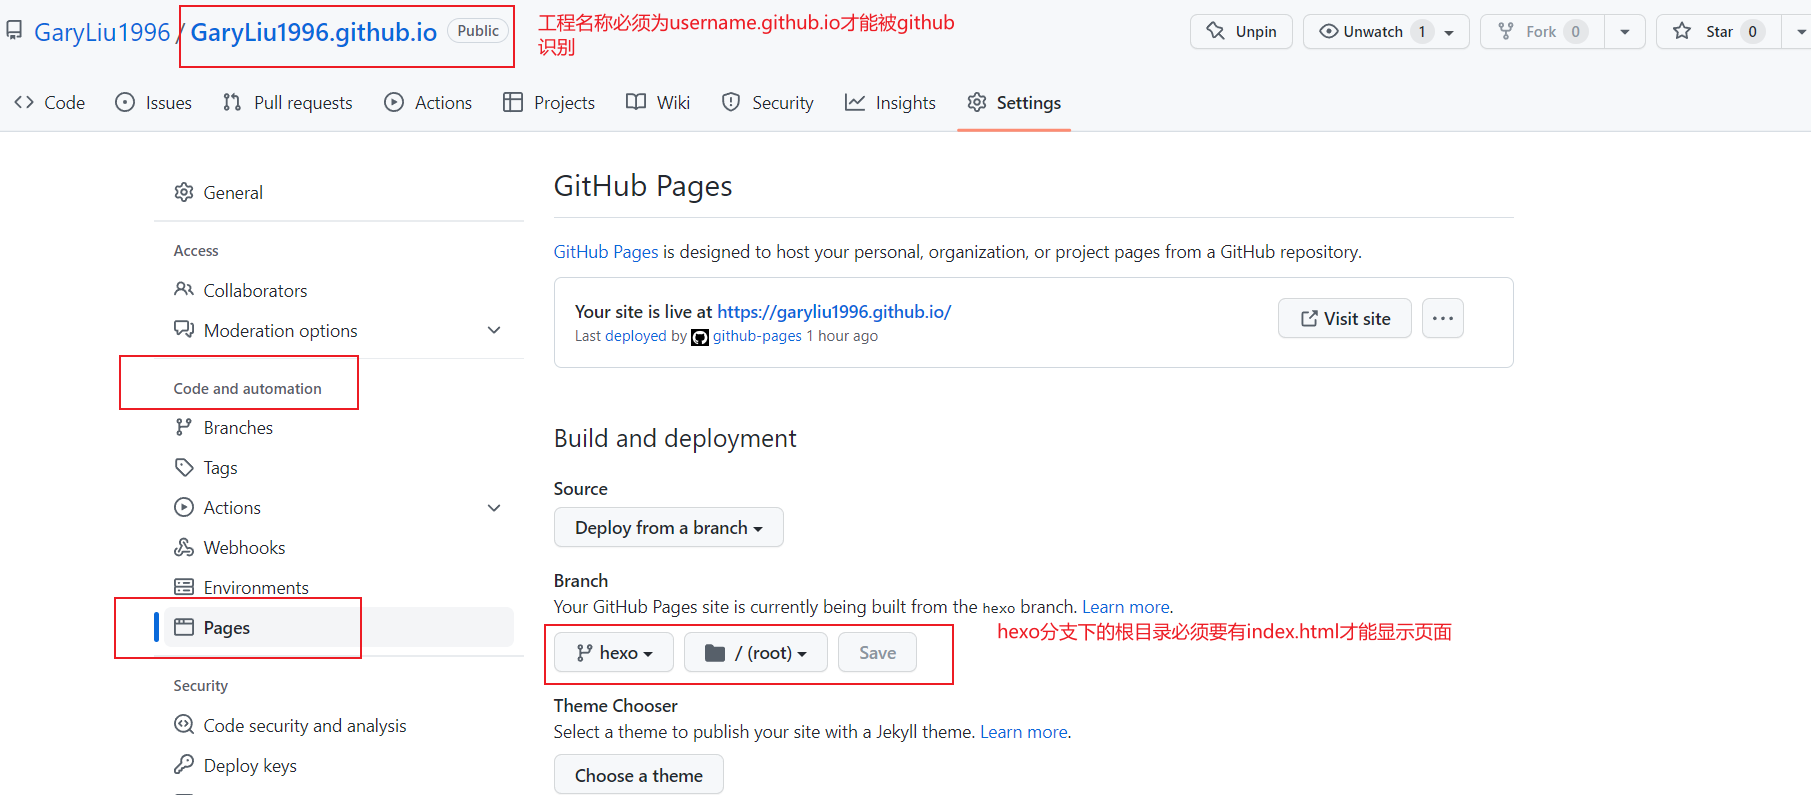 GaryLiu1996 / GaryLiu1996.github.io Public
工程名称必须为username.github.io才能被github
识别
Unpin Unwatch 1 Fork 0 Star 0
Code Issues Pull requests Actions Projects Wiki Security Insights Settings
General
Access
Collaborators
Moderation options
Code and automation
Branches
Tags
Actions
Webhooks
Environments
Pages
Security
Code security and analysis
Deploy keys
GitHub Pages
GitHub Pages is designed to host your personal, organization, or project pages from a GitHub repository.
Your site is live at https://garyliu1996.github.io/
Last deployed by github-pages 1 hour ago
Visit site
Build and deployment
Source
Deploy from a branch
Branch
Your GitHub Pages site is currently being built from the hexo branch. Learn more.
hexo分支下的根目录必须要有index.html才能显示页面
hexo / (root) Save
Theme Chooser
Select a theme to publish your site with a Jekyll theme. Learn more.
Choose a theme